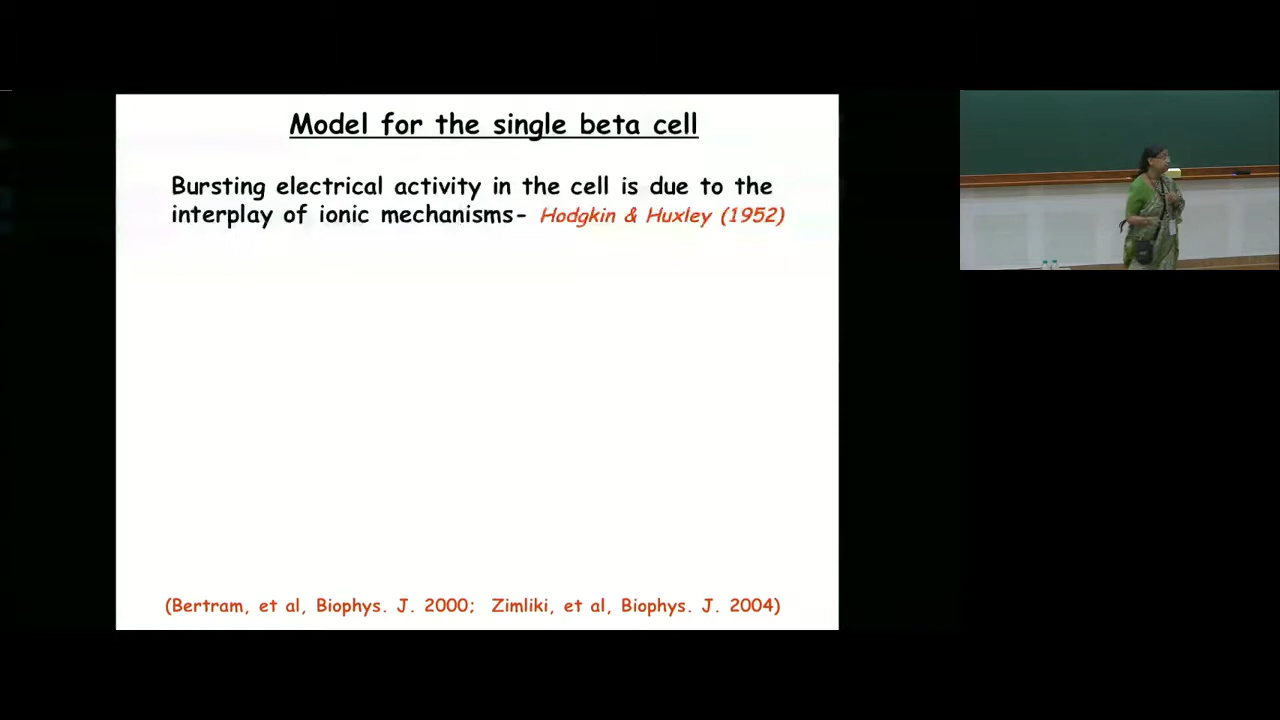 Model for the single beta cell
Bursting electrical activity in the cell is due to the
interplay of ionic mechanisms- Hodgkin & Huxley (1952)
(Bertram, et al, Biophys. J. 2000; Zimliki, et al, Biophys. J. 2004)